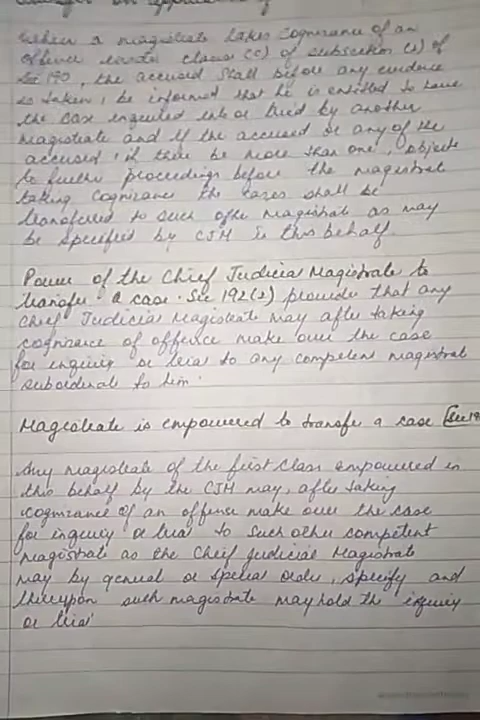 When a magistrate takes Cognizance of an
offence under clause (c) of subsection (1) of
Sec 190, the accused shall before any evidence
is taken, be informed that he is entitled to have
the case enquired into or tried by another
magistrate and if the accused or any of the
accused, if there be more than one, objects
to further proceedings before the magistrate
taking Cognizance the cases shall be
transfered to such other magistrate as may
be specified by CJM in this behalf.
Power of the Chief Judicial Magistrate to
transfer a case. Sec 192(1) provides that any
Chief Judicial Magistrate may after taking
cognizance of offence make over the case
for inquiry or trial to any competent magistrate
subordinate to him.
Magistrate is empowered to transfer a case
Any magistrate of the first Class empowered in
this behalf by the CJM may, after taking
cognizance of an offence make over the case
for inquiry or trial to such other competent
magistrate as the Chief Judicial Magistrate
may by general or special order, specify and
thereupon such magistrate may hold the inquiry
or trial